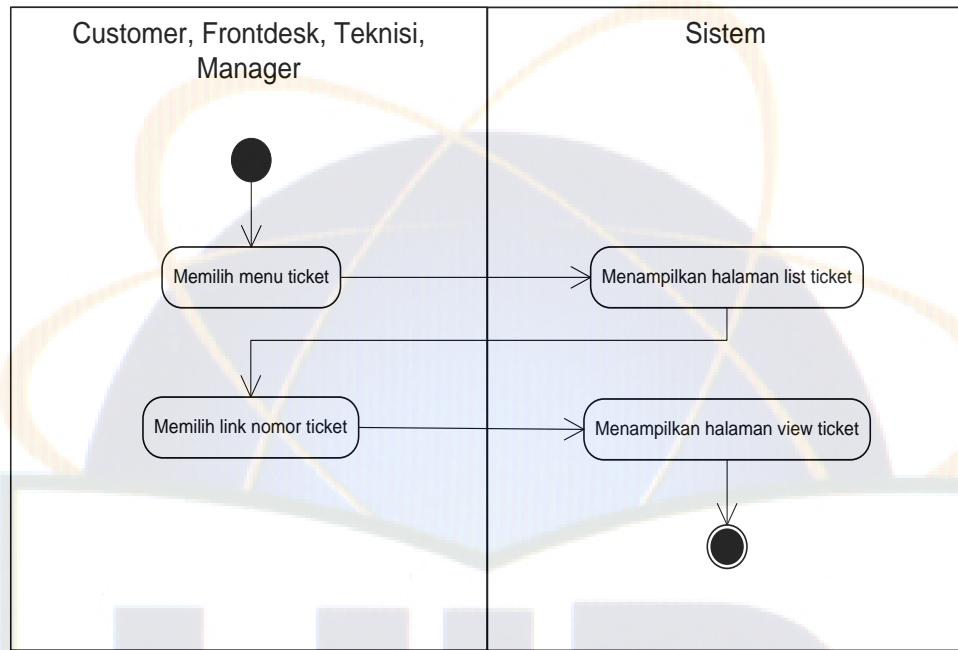 Customer, Frontdesk, Teknisi,
Manager
Sistem
Memilih menu ticket
Menampilkan halaman list ticket
Memilih link nomor ticket
Menampilkan halaman view ticket